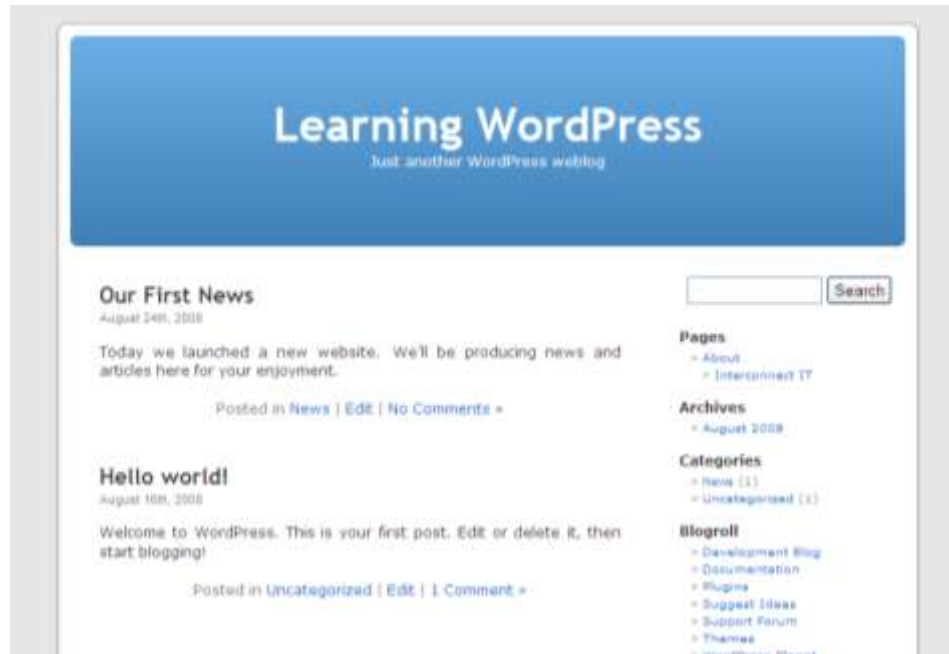 Learning WordPress
Just another WordPress weblog
Our First News
August 24th, 2008
Today we launched a new website. We'll be producing news and
articles here for your enjoyment.
Posted in News | Edit | No Comments »
Hello world!
August 16th, 2008
Welcome to WordPress. This is your first post. Edit or delete it, then
start blogging!
Posted in Uncategorized | Edit | 1 Comment »
Search
Pages
» About
» Interconnect IT
Archives
» August 2008
Categories
» News (1)
» Uncategorized (1)
Blogroll
» Development Blog
» Documentation
» Plugins
» Suggest Ideas
» Support Forum
» Themes
» WordPress Planet